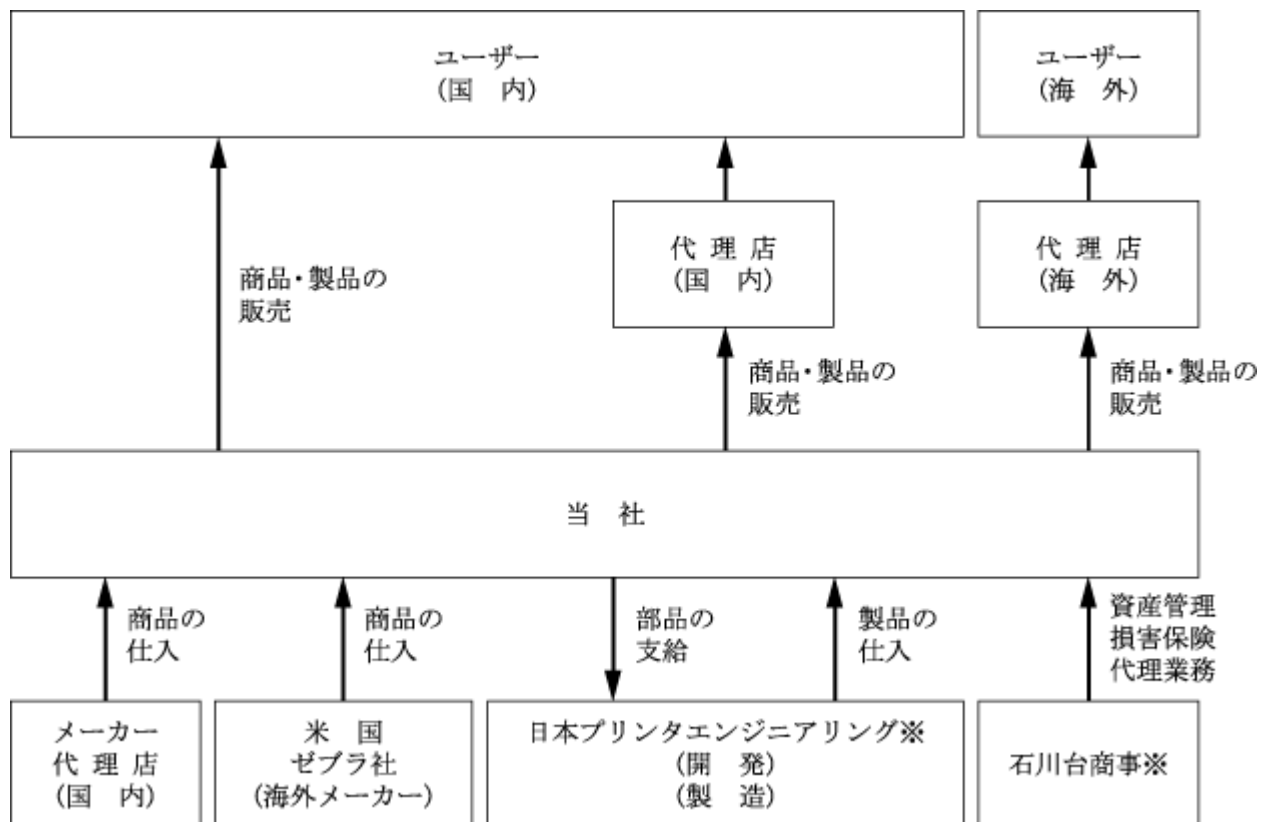 ユーザー
(国 内)
ユーザー
(海 外)
代 理 店
(国 内)
代 理 店
(海 外)
商品・製品の
販売
商品・製品の
販売
商品・製品の
販売
当 社
商品の
仕入
商品の
仕入
部品の
支給
製品の
仕入
資産管理
損害保険
代理業務
メーカー
代 理 店
(国 内)
米 国
ゼブラ社
(海外メーカー)
日本プリンタエンジニアリング※
(開 発)
(製 造)
石川台商事※